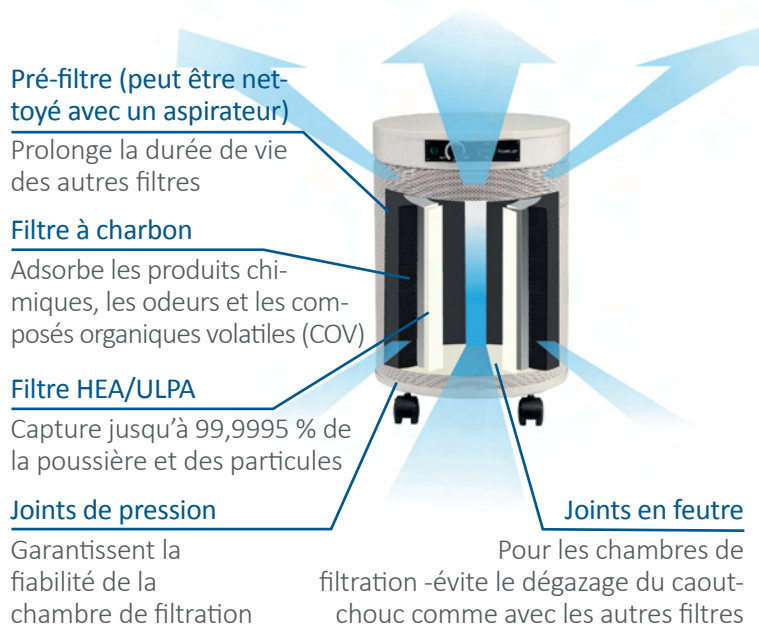 Pré-filtre (peut être net-
toyé avec un aspirateur)
Prolonge la durée de vie
des autres filtres
Filtre à charbon
Adsorbe les produits chi-
miques, les odeurs et les com-
posés organiques volatiles (COV)
Filtre HEA/ULPA
Capture jusqu’à 99,9995 % de
la poussière et des particules
Joints de pression
Garantissent la
fiabilité de la
chambre de filtration
Joints en feutre
Pour les chambres de
filtration -évite le dégazage du caout-
chouc comme avec les autres filtres